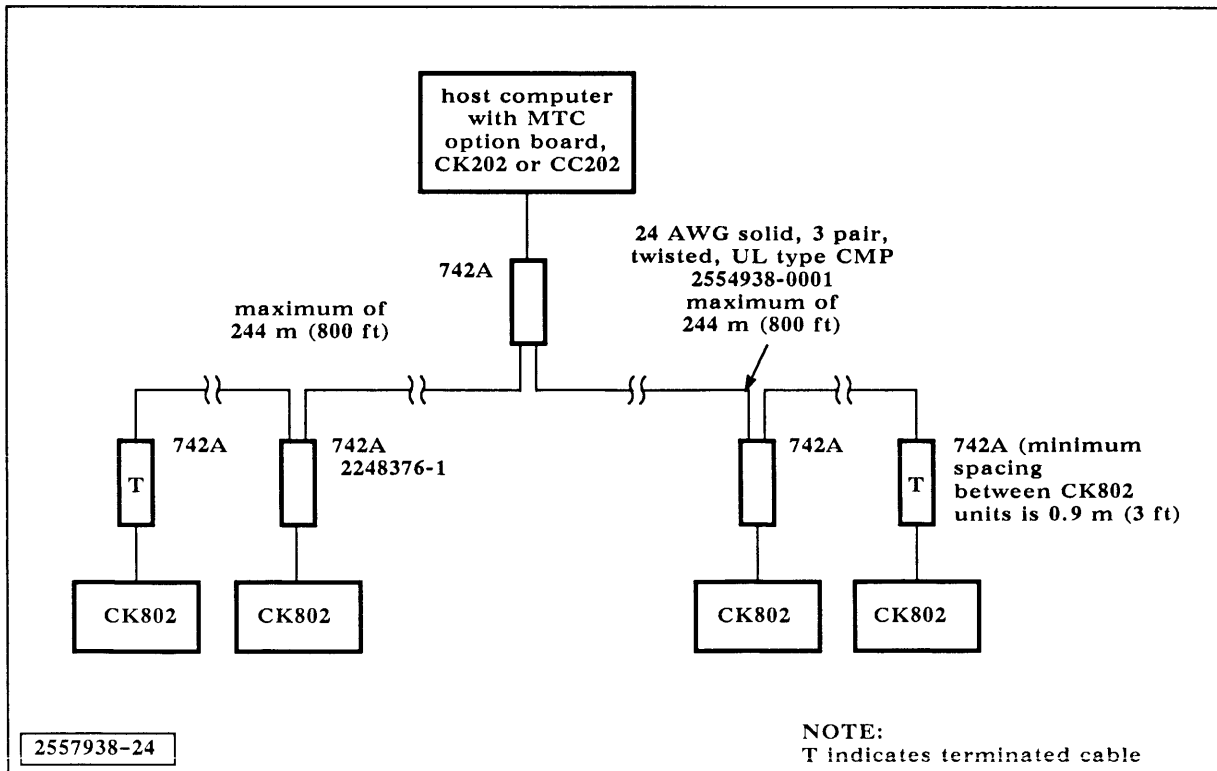 host computer
with MTC
option board,
CK202 or CC202
24 AWG solid, 3 pair,
twisted, UL type CMP
2554938-0001
maximum of
244 m (800 ft)
742A
maximum of
244 m (800 ft)
742A
742A
2248376-1
742A
742A (minimum
spacing
between CK802
units is 0.9 m (3 ft)
T
T
CK802
CK802
CK802
CK802
2557938-24
NOTE:
T indicates terminated cable